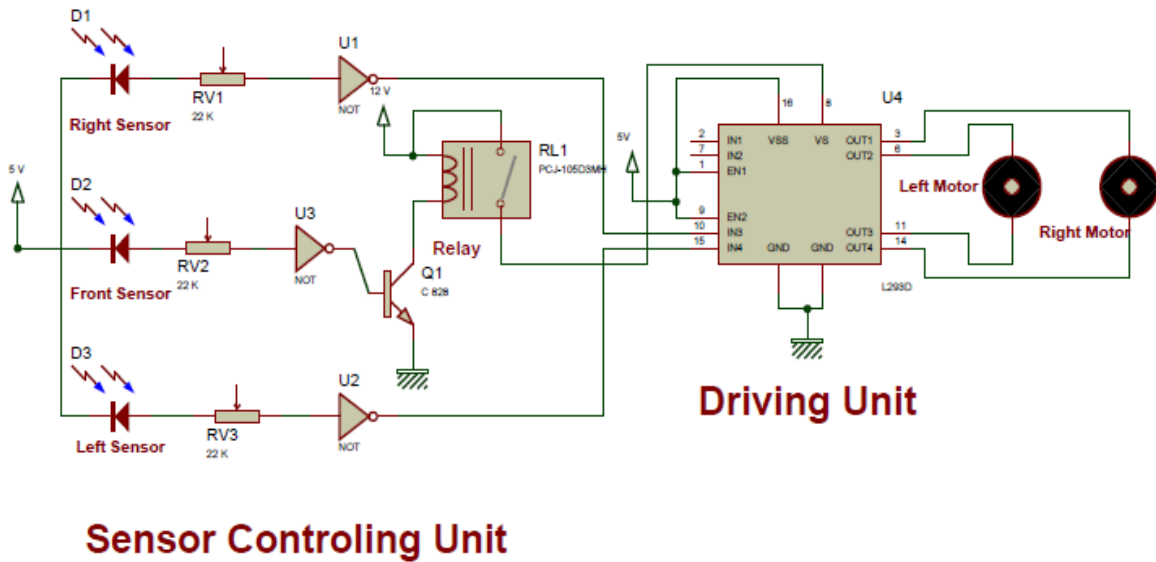 D1
RV1
22 K
Right Sensor
U1
NOT
12 V
5 V
D2
RV2
22 K
Front Sensor
U3
NOT
RL1
PCJ-105D3MH
Relay
Q1
C 828
D3
RV3
22 K
Left Sensor
U2
NOT
5V
U4
16
8
2
IN1
VSS
VS
OUT1
3
7
IN2
OUT2
6
1
EN1
9
EN2
10
IN3
OUT3
11
15
IN4
GND
GND
OUT4
14
L293D
Left Motor
Right Motor
Driving Unit
Sensor Controling Unit